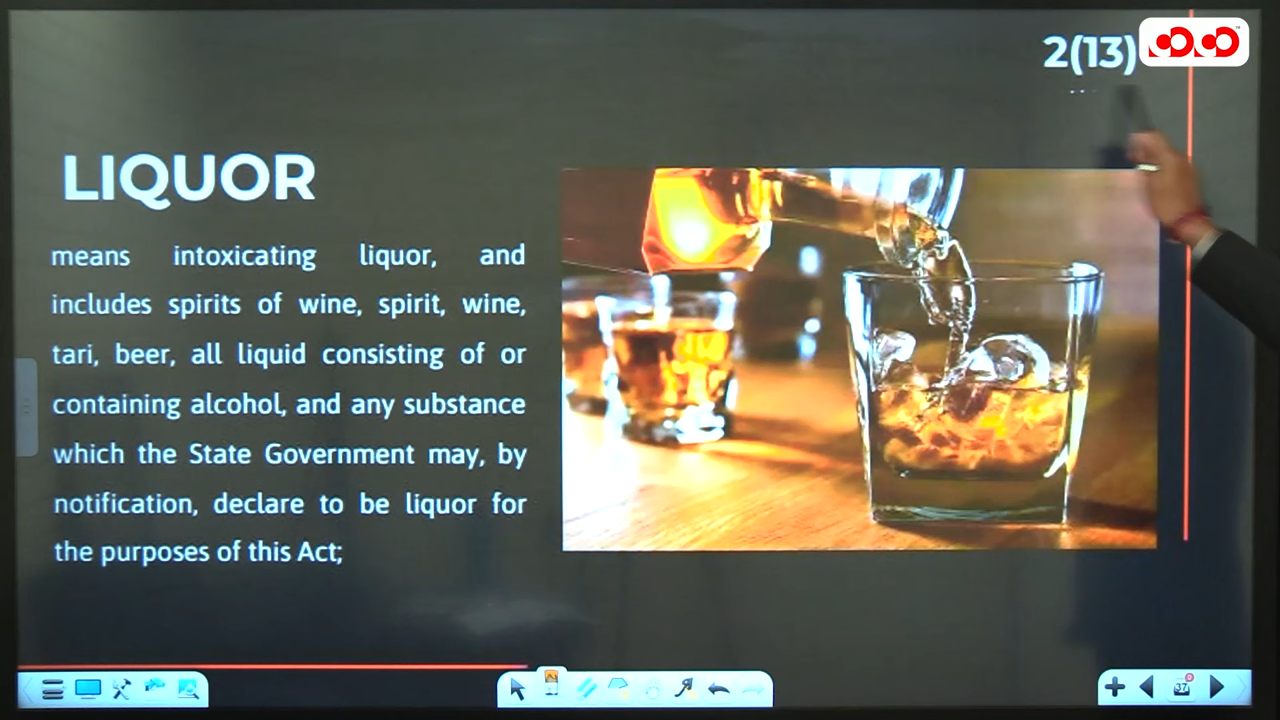 2(13)
LIQUOR
means intoxicating liquor, and
includes spirits of wine, spirit, wine,
tari, beer, all liquid consisting of or
containing alcohol, and any substance
which the State Government may, by
notification, declare to be liquor for
the purposes of this Act;
37